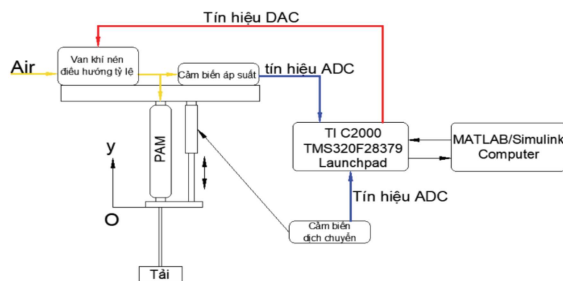 Tín hiệu DAC
Air
Van khí nén
điều hướng tỷ lệ
Cảm biến áp suất
tín hiệu ADC
PAM
y
O
TI C2000
TMS320F28379
Launchpad
MATLAB/Simulink
Computer
Tín hiệu ADC
Cảm biến
dịch chuyển
Tải